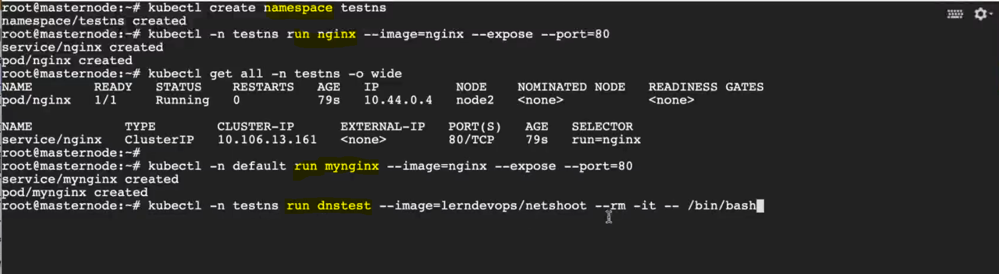 root@masternode:~# kubectl create namespace testns
namespace/testns created
root@masternode:~# kubectl -n testns run nginx --image=nginx --expose --port=80
service/nginx created
pod/nginx created
root@masternode:~# kubectl get all -n testns -o wide
NAME READY STATUS RESTARTS AGE IP NODE NOMINATED NODE READINESS GATES
pod/nginx 1/1 Running 0 79s 10.44.0.4 node2 <none> <none>
NAME TYPE CLUSTER-IP EXTERNAL-IP PORT(S) AGE SELECTOR
service/nginx ClusterIP 10.106.13.161 <none> 80/TCP 79s run=nginx
root@masternode:~#
root@masternode:~# kubectl -n default run mynginx --image=nginx --expose --port=80
service/mynginx created
pod/mynginx created
root@masternode:~# kubectl -n testns run dnstest --image=lerndevops/netshoot --rm -it -- /bin/bash